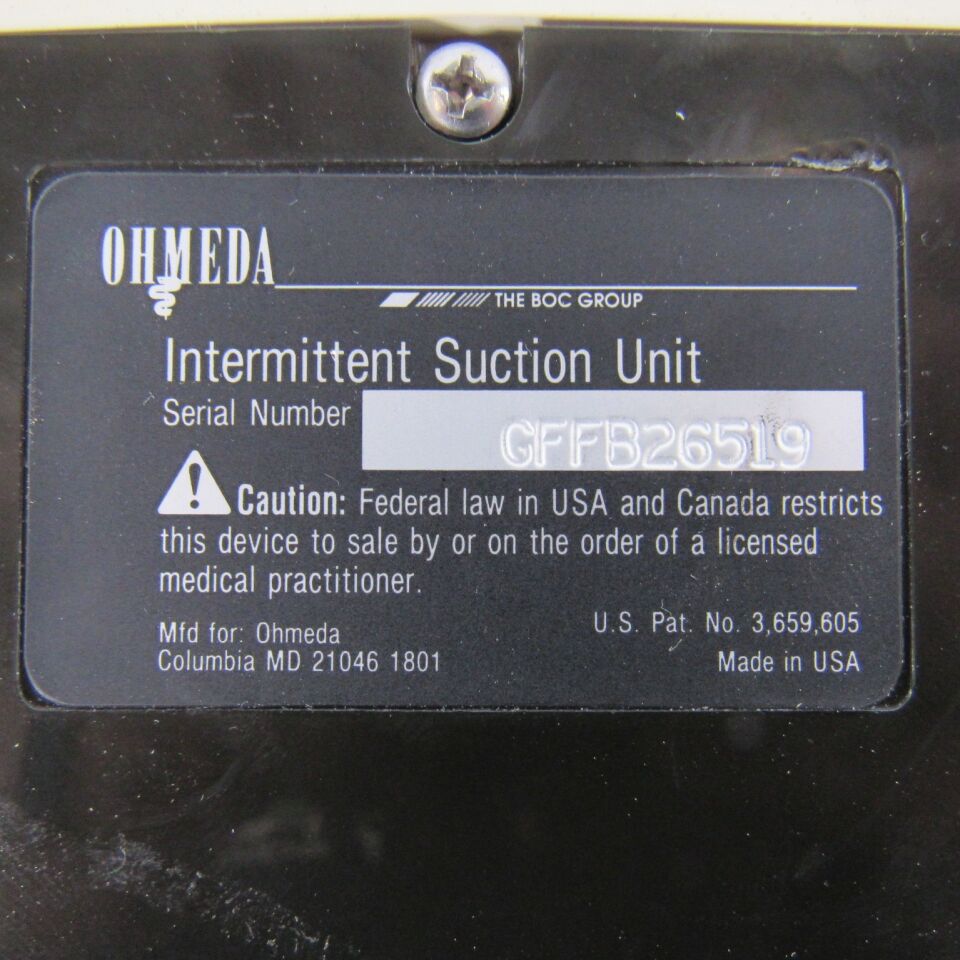 OHMEDA
THE BOC GROUP
Intermittent Suction Unit
Serial Number GFFB26519
Caution: Federal law in USA and Canada restricts
this device to sale by or on the order of a licensed
medical practitioner.
Mfd for: Ohmeda
Columbia MD 21046 1801
U.S. Pat. No. 3,659,605
Made in USA